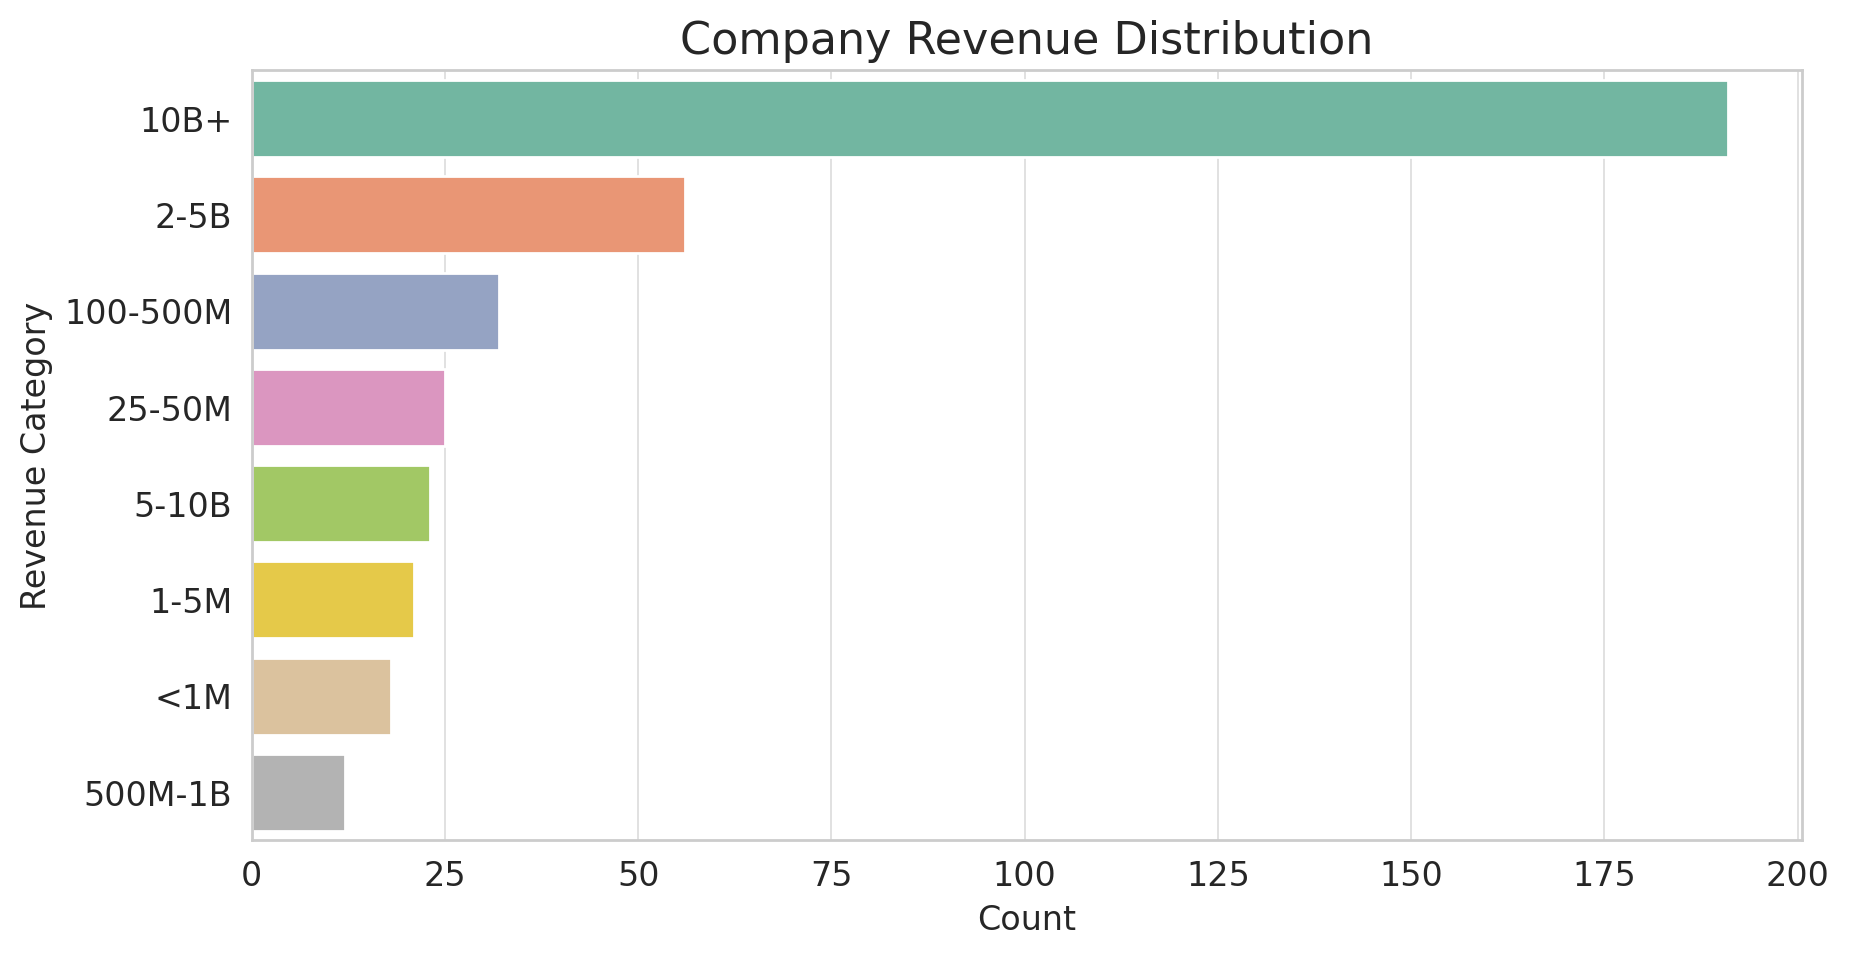 Company Revenue Distribution
Revenue Category
10B+
2-5B
100-500M
25-50M
5-10B
1-5M
<1M
500M-1B
0 25 50 75 100 125 150 175 200
Count